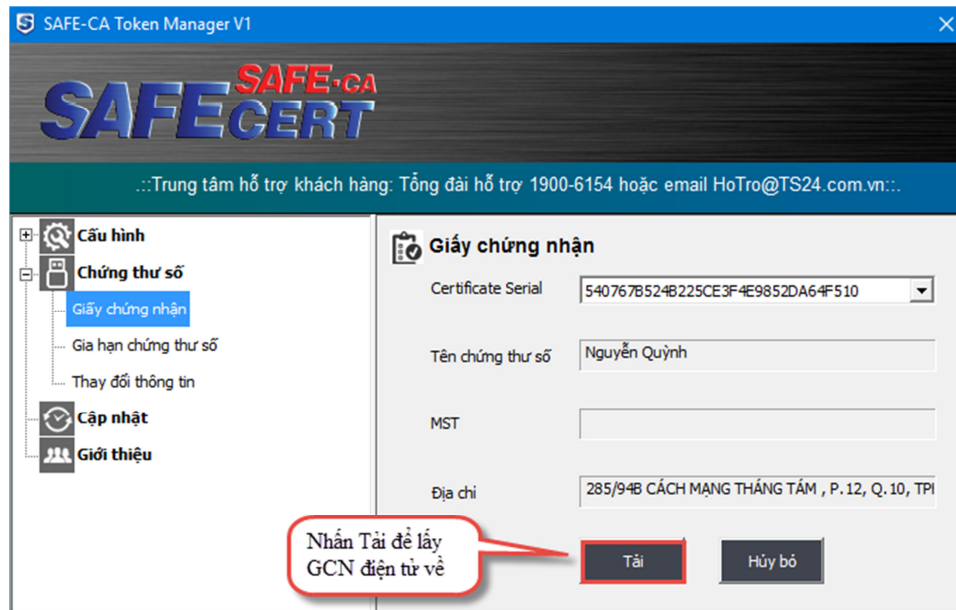 SAFE-CA Token Manager V1
SAFE-CA
SAFECERT
.::Trung tâm hỗ trợ khách hàng: Tổng đài hỗ trợ 1900-6154 hoặc email HoTro@TS24.com.vn::.
Cấu hình
Chứng thư số
Giấy chứng nhận
Gia hạn chứng thư số
Thay đổi thông tin
Cập nhật
Giới thiệu
Giấy chứng nhận
Certificate Serial 540767B524B225CE3F4E9852DA64F510
Tên chứng thư số Nguyễn Quỳnh
MST
Địa chỉ 285/94B CÁCH MẠNG THÁNG TÁM , P.12, Q.10, TP
Nhấn Tải để lấy
GCN điện tử về
Tải Hủy bỏ